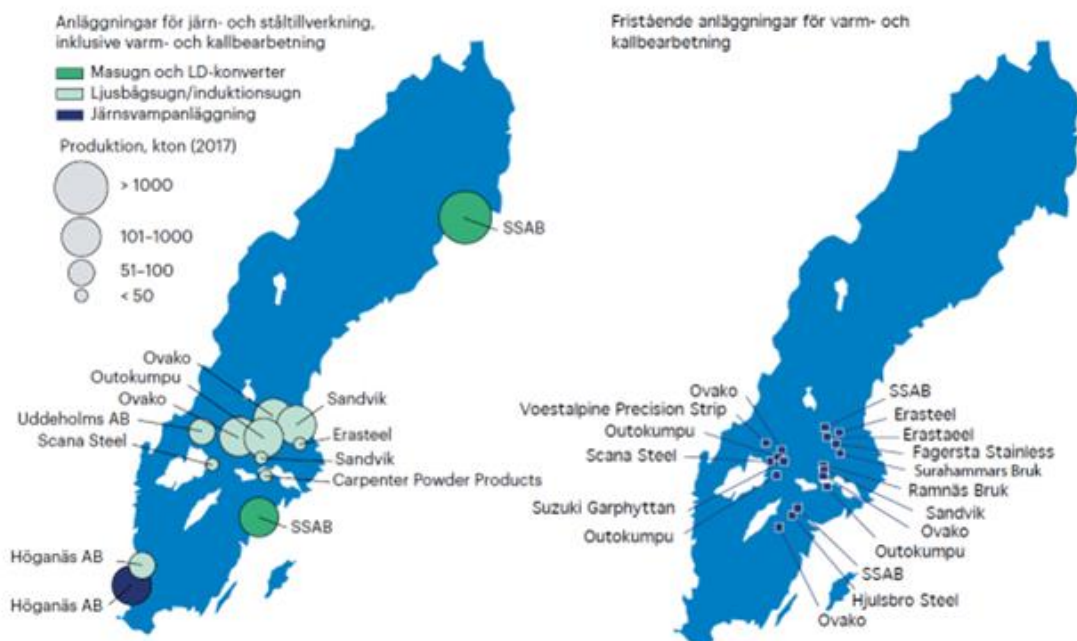 Anläggningar för järn- och ståltillverkning,
inklusive varm- och kallbearbetning
Masugn och LD-konverter
Ljusbågsugn/induktionsugn
Järnsvampanläggning
Produktion, kton (2017)
> 1000
101–1000
51–100
< 50
SSAB
Ovako
Outokumpu
Ovako
Uddeholms AB
Scana Steel
Sandvik
Erasteel
Sandvik
Carpenter Powder Products
SSAB
Höganäs AB
Höganäs AB
Fristående anläggningar för varm- och
kallbearbetning
Ovako
Voestalpine Precision Strip
Outokumpu
Scana Steel
Suzuki Garphyttan
Outokumpu
SSAB
Erasteel
Erastaeel
Fagersta Stainless
Surahammars Bruk
Ramnäs Bruk
Sandvik
Ovako
Outokumpu
SSAB
Hjulsbro Steel
Ovako